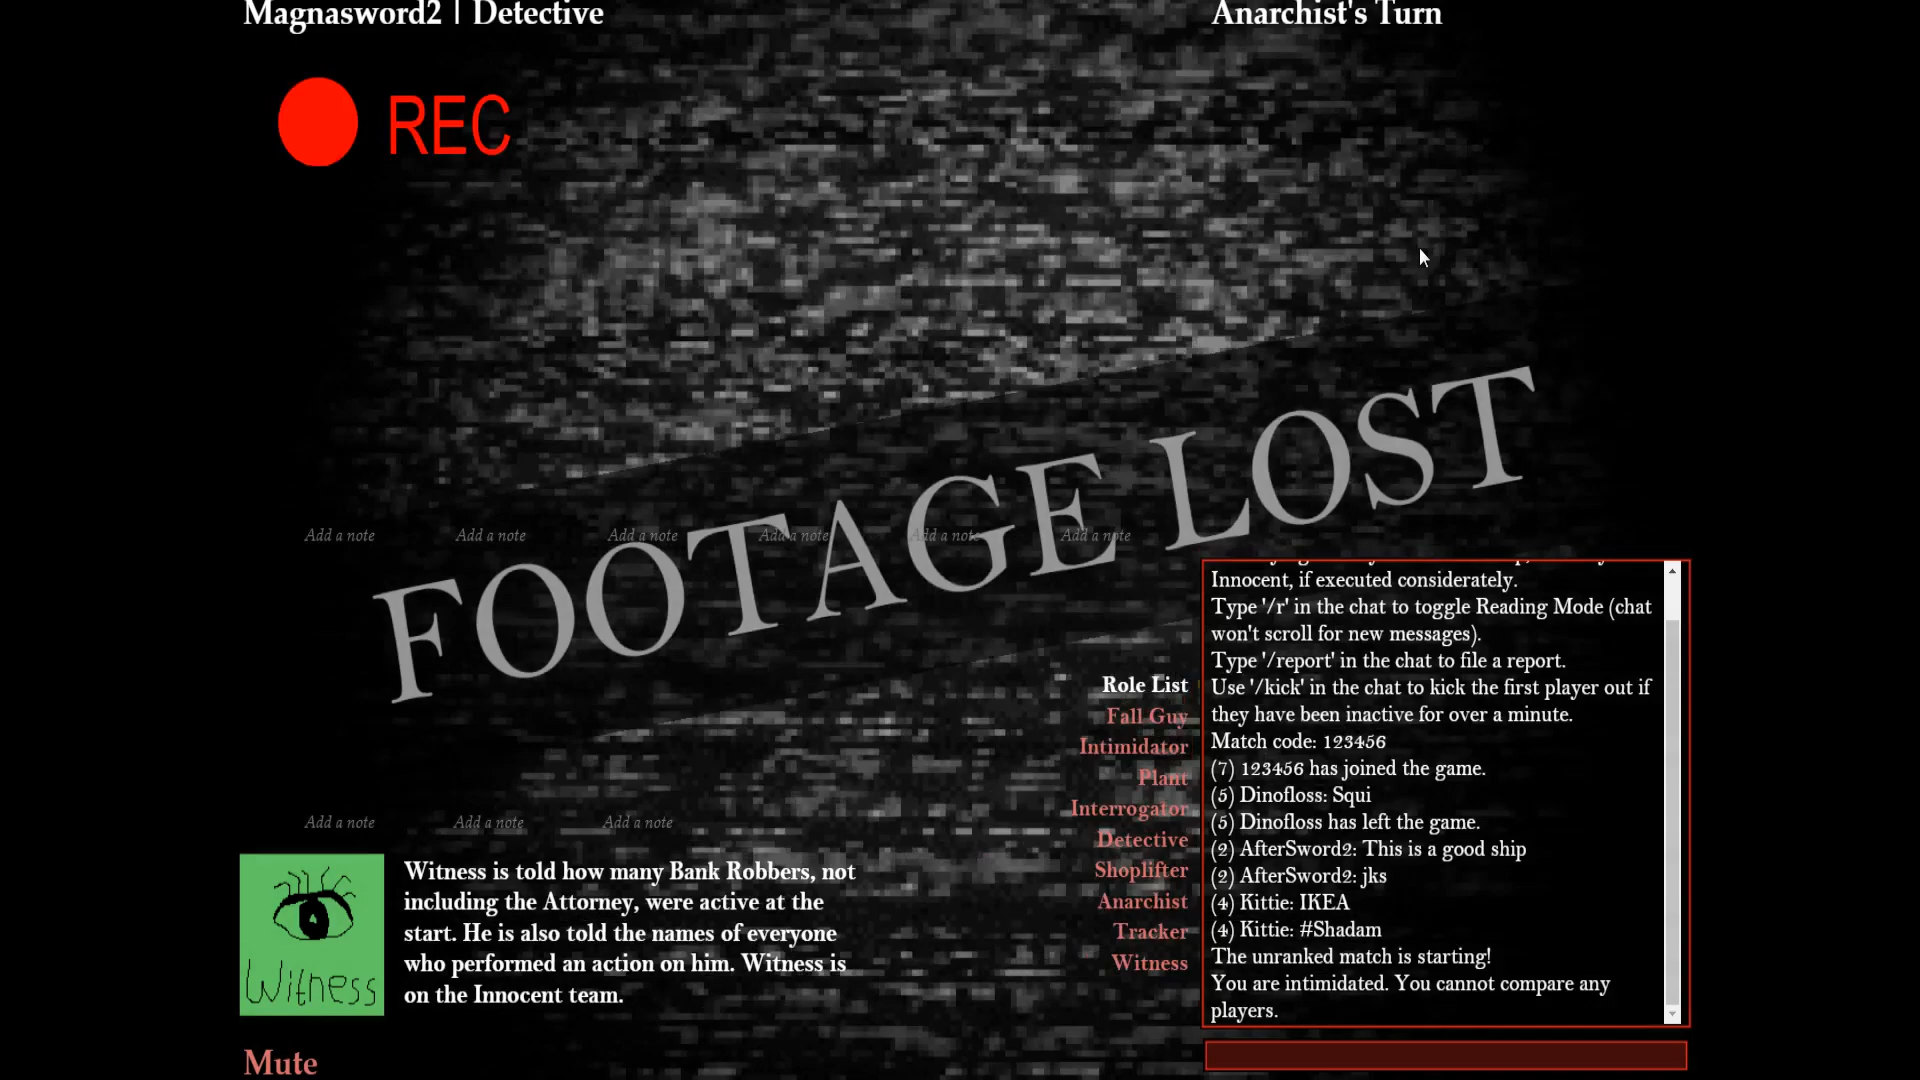 Magnasword2 | Detective
Anarchist's Turn
REC
FOOTAGE LOST
Add a note Add a note Add a note Add a note Add a note Add a note
Add a note Add a note Add a note
Witness
Witness is told how many Bank Robbers, not
including the Attorney, were active at the
start. He is also told the names of everyone
who performed an action on him. Witness is
on the Innocent team.
Mute
Role List
Fall Guy
Intimidator
Plant
Interrogator
Detective
Shoplifter
Anarchist
Tracker
Witness
Innocent, if executed considerately.
Type '/r' in the chat to toggle Reading Mode (chat
won't scroll for new messages).
Type '/report' in the chat to file a report.
Use '/kick' in the chat to kick the first player out if
they have been inactive for over a minute.
Match code: 123456
(7) 123456 has joined the game.
(5) Dinofloss: Squi
(5) Dinofloss has left the game.
(2) AfterSword2: This is a good ship
(2) AfterSword2: jks
(4) Kittie: IKEA
(4) Kittie: #Shadam
The unranked match is starting!
You are intimidated. You cannot compare any
players.